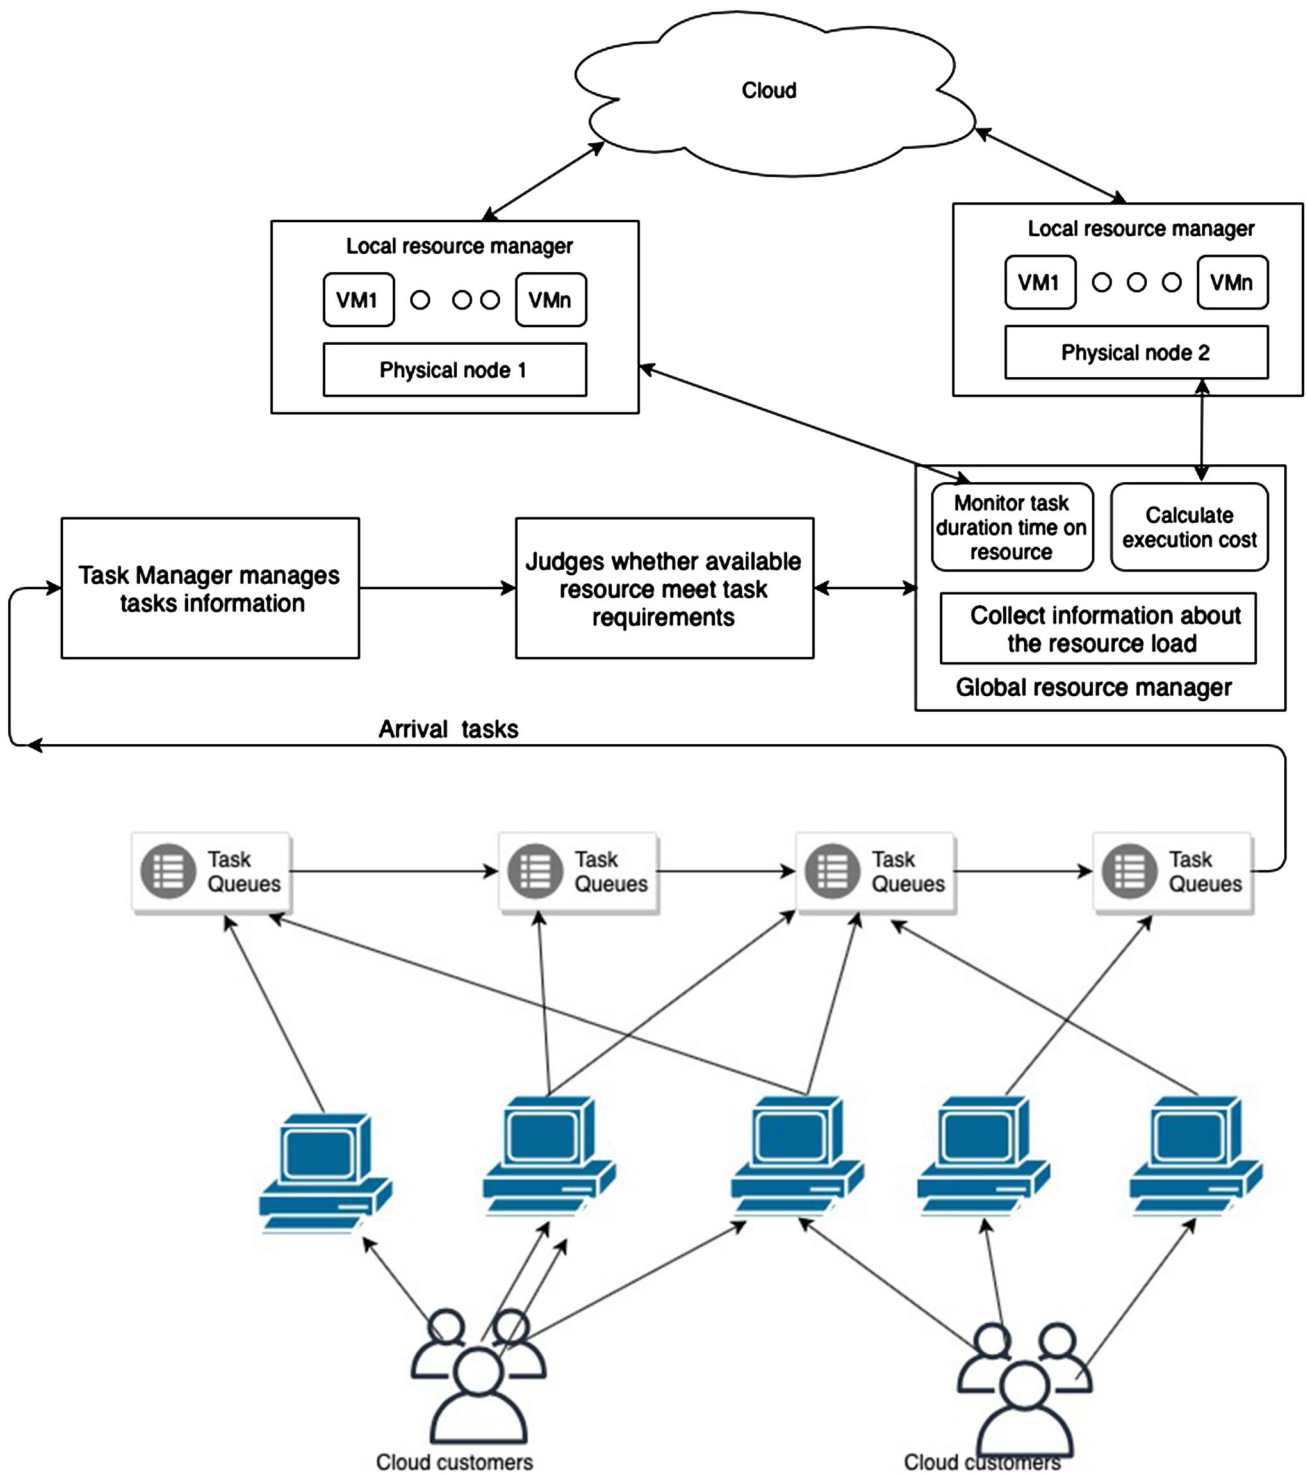 Cloud
Local resource manager
VM1
VMn
Physical node 1
Local resource manager
VM1
VMn
Physical node 2
Task Manager manages
tasks information
Judges whether available
resource meet task
requirements
Monitor task
duration time on
resource
Calculate
execution cost
Collect information about
the resource load
Global resource manager
Arrival tasks
Task
Queues
Task
Queues
Task
Queues
Task
Queues
Cloud customers
Cloud customers